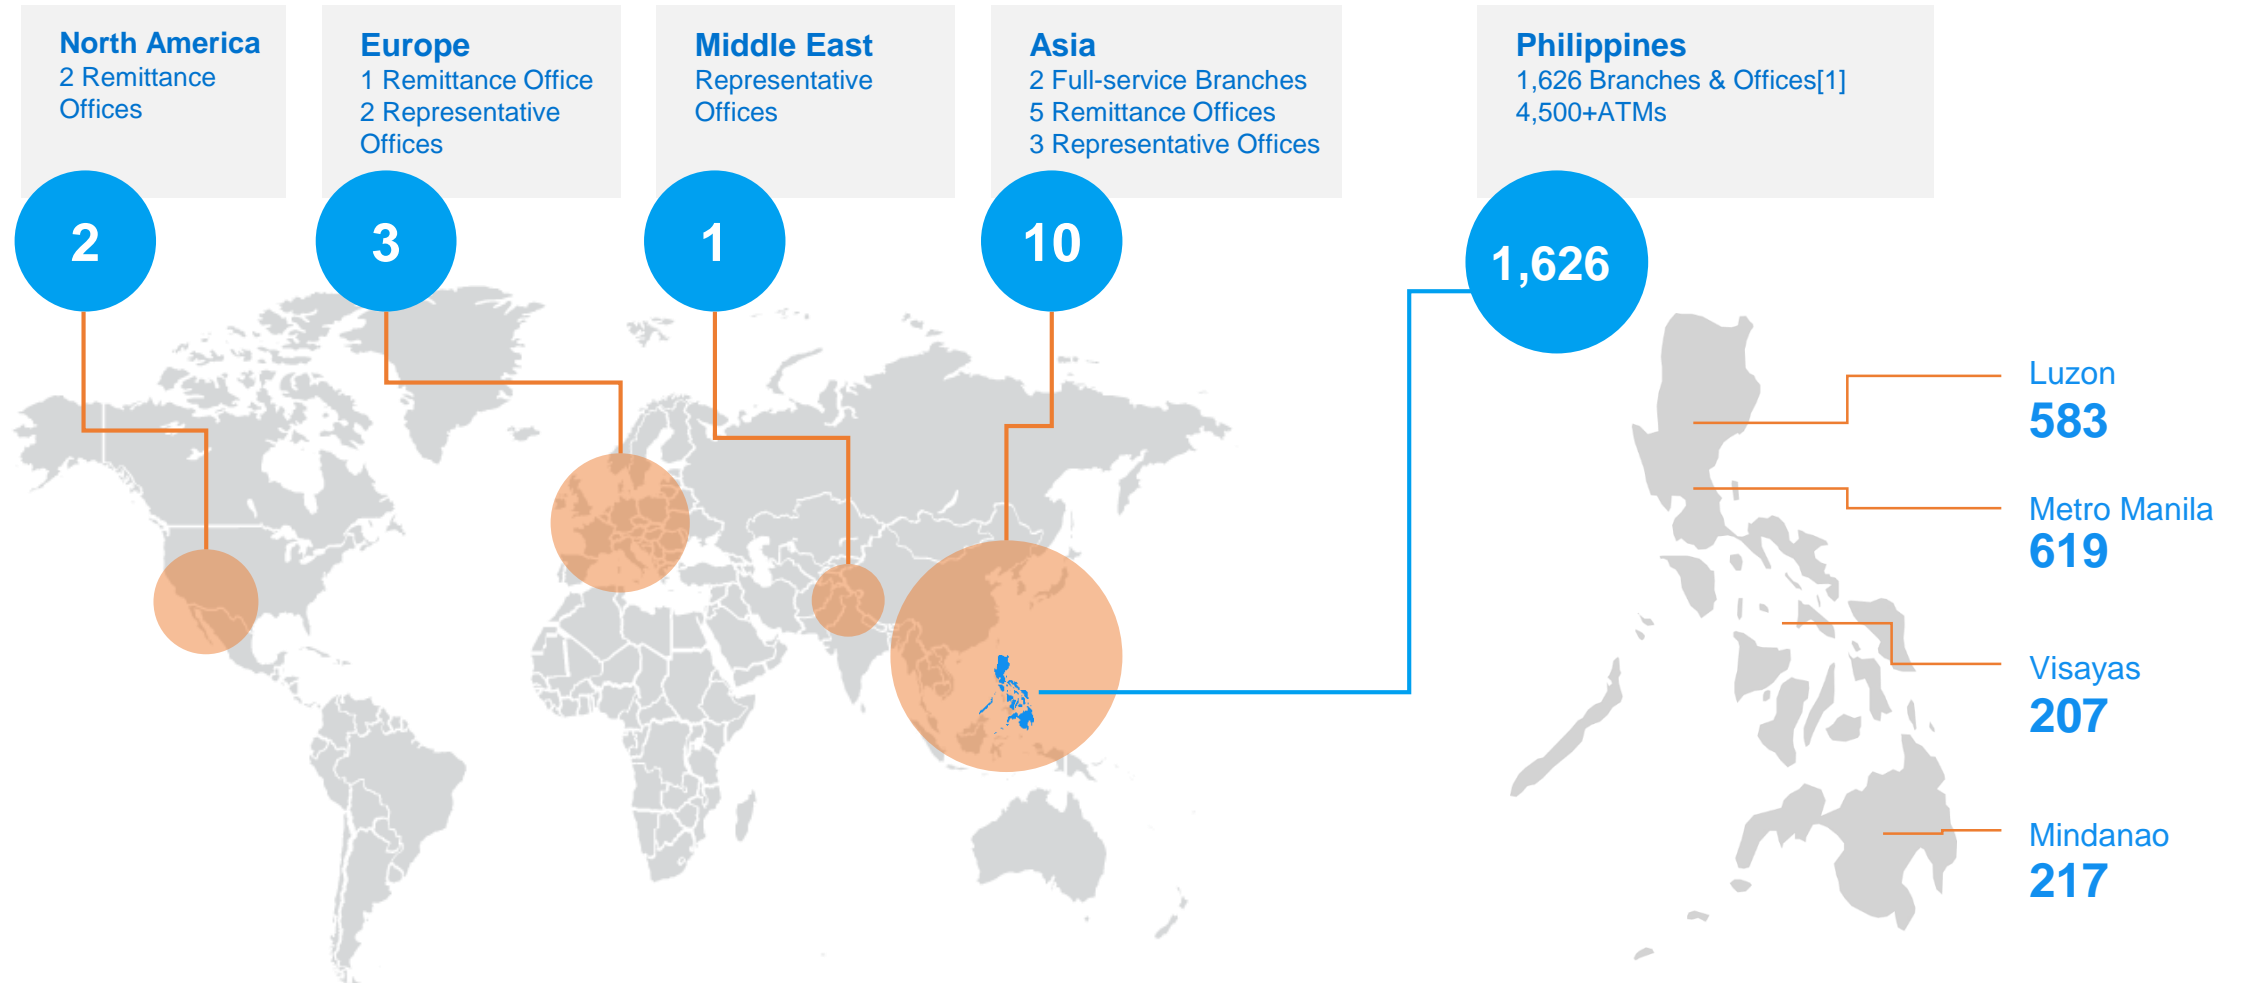 North America
2 Remittance
Offices
2
Europe
1 Remittance Office
2 Representative
Offices
3
Middle East
Representative
Offices
1
Asia
2 Full-service Branches
5 Remittance Offices
3 Representative Offices
10
Philippines
1,626 Branches & Offices[1]
4,500+ATMs
1,626
Luzon
583
Metro Manila
619
Visayas
207
Mindanao
217